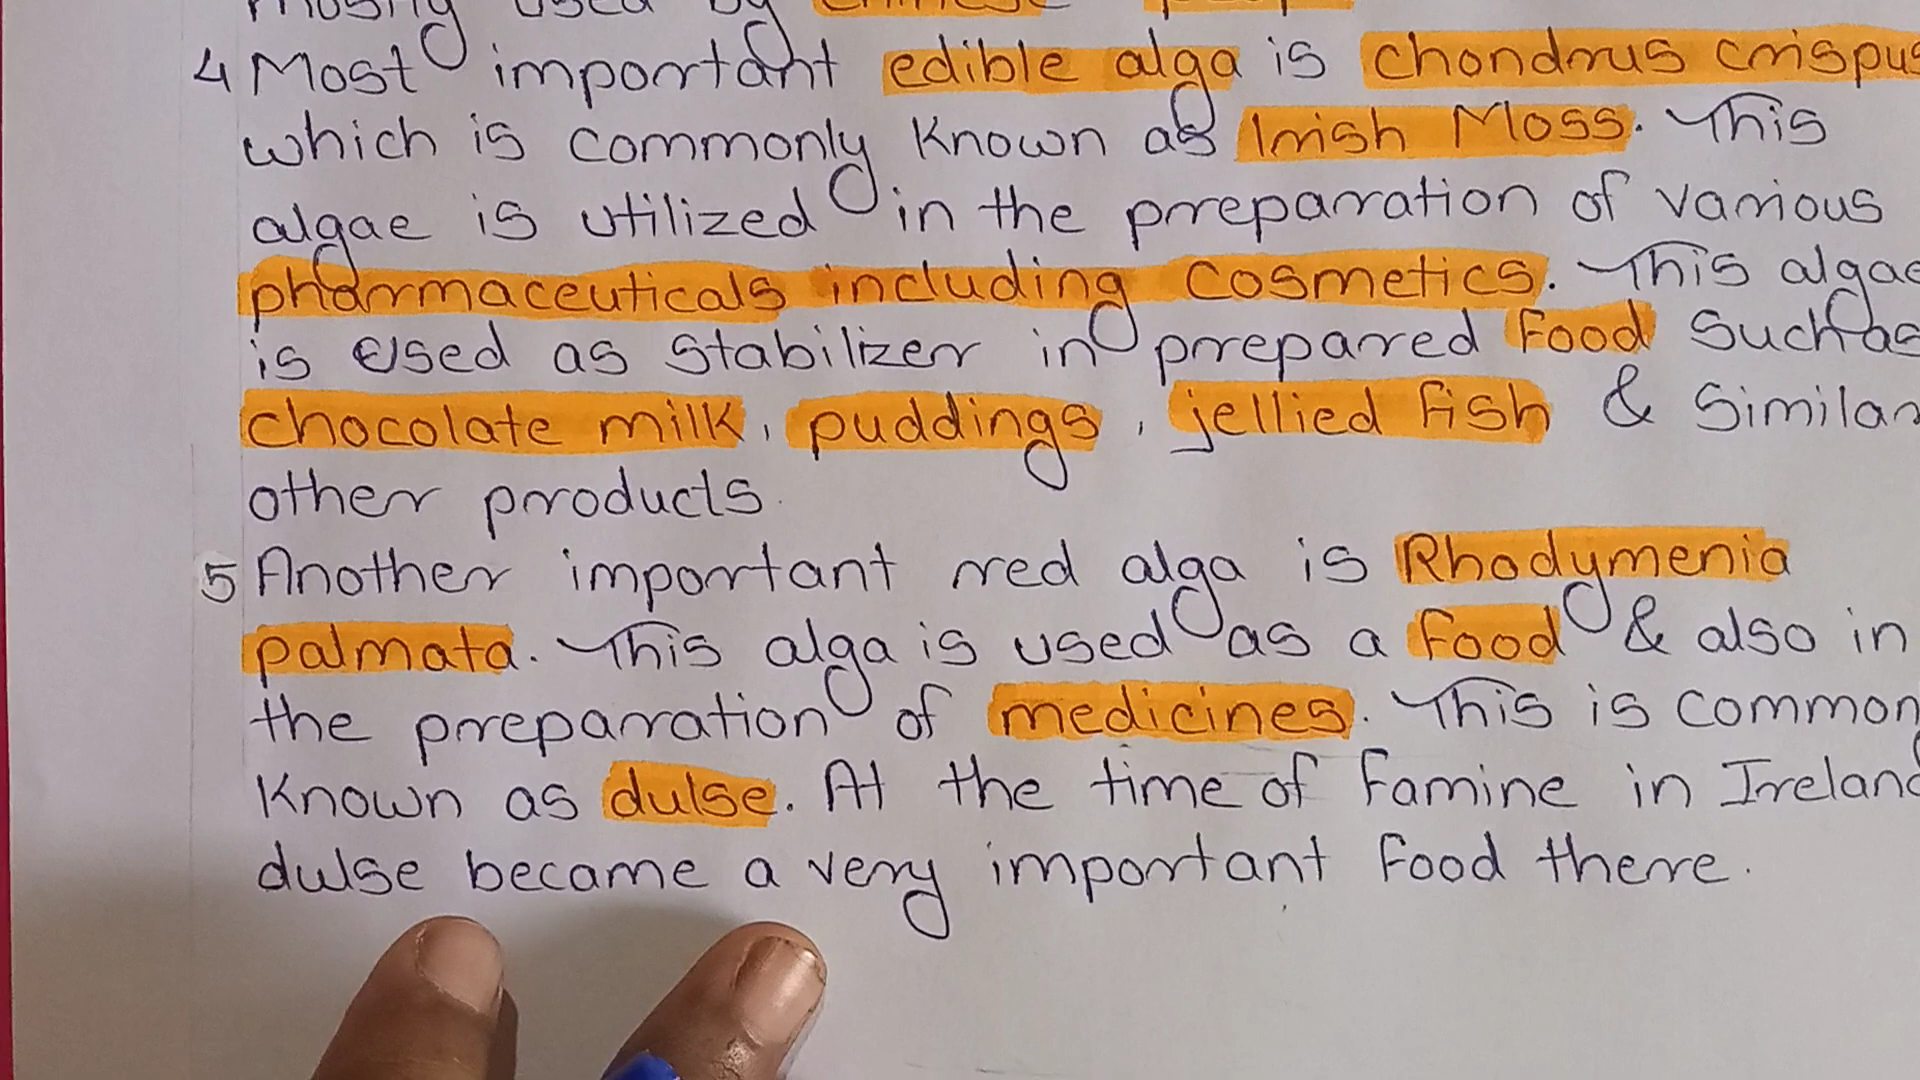 mostly used by Chinese
4 Most important edible alga is chondrus crispus
which is commonly known as Irish Moss. This
algae is utilized in the preparation of various
pharmaceuticals including cosmetics. This algae
is used as stabilizer in prepared food such as
chocolate milk, puddings, jellied fish & similar
other products.
5 Another important red alga is Rhodymenia
palmata. This alga is used as a food & also in
the preparation of medicines. This is common
known as dulse. At the time of famine in Ireland
dulse became a very important food there.